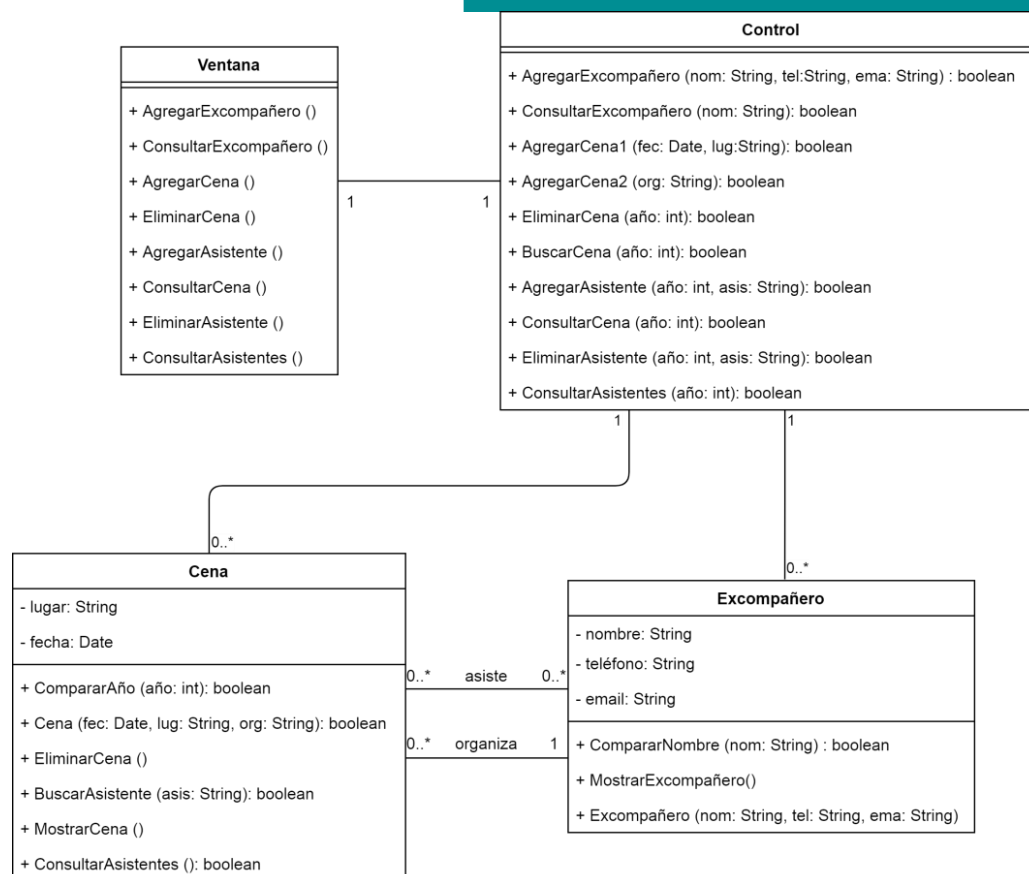 Ventana
+ AgregarExcompañero ()
+ ConsultarExcompañero ()
+ AgregarCena ()
+ EliminarCena ()
+ AgregarAsistente ()
+ ConsultarCena ()
+ EliminarAsistente ()
+ ConsultarAsistentes ()
1
1
Control
+ AgregarExcompañero (nom: String, tel:String, ema: String) : boolean
+ ConsultarExcompañero (nom: String): boolean
+ AgregarCena1 (fec: Date, lug:String): boolean
+ AgregarCena2 (org: String): boolean
+ EliminarCena (año: int): boolean
+ BuscarCena (año: int): boolean
+ AgregarAsistente (año: int, asis: String): boolean
+ ConsultarCena (año: int): boolean
+ EliminarAsistente (año: int, asis: String): boolean
+ ConsultarAsistentes (año: int): boolean
1
1
0..*
0..*
Cena
- lugar: String
- fecha: Date
+ CompararAño (año: int): boolean
+ Cena (fec: Date, lug: String, org: String): boolean
+ EliminarCena ()
+ BuscarAsistente (asis: String): boolean
+ MostrarCena ()
+ ConsultarAsistentes (): boolean
0..* asiste 0..*
0..* organiza 1
Excompañero
- nombre: String
- teléfono: String
- email: String
+ CompararNombre (nom: String) : boolean
+ MostrarExcompañero()
+ Excompañero (nom: String, tel: String, ema: String)